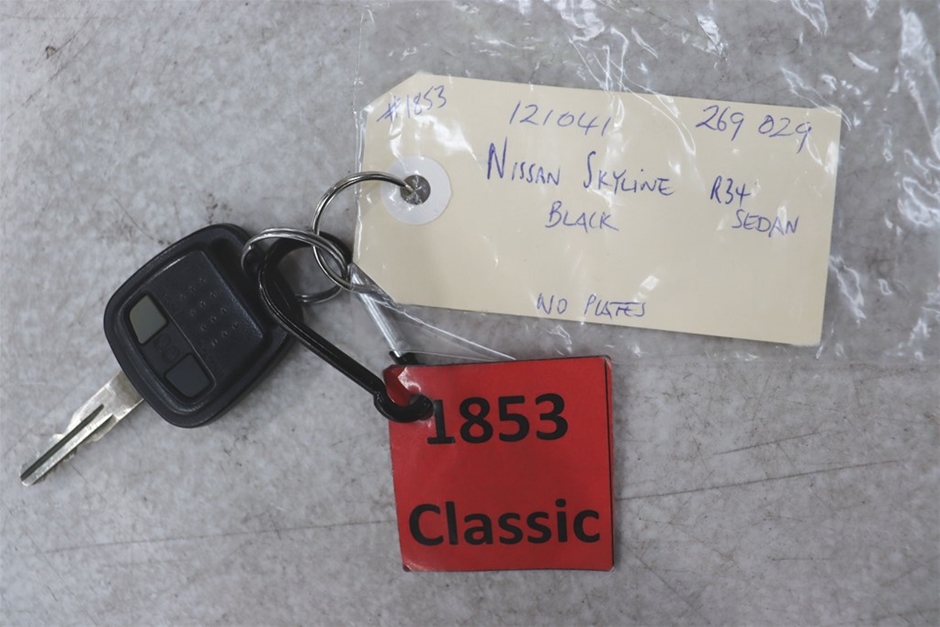 #1853 121041 269 029
NISSAN SKYLINE R34
BLACK SEDAN
NO PLATES
1853
Classic